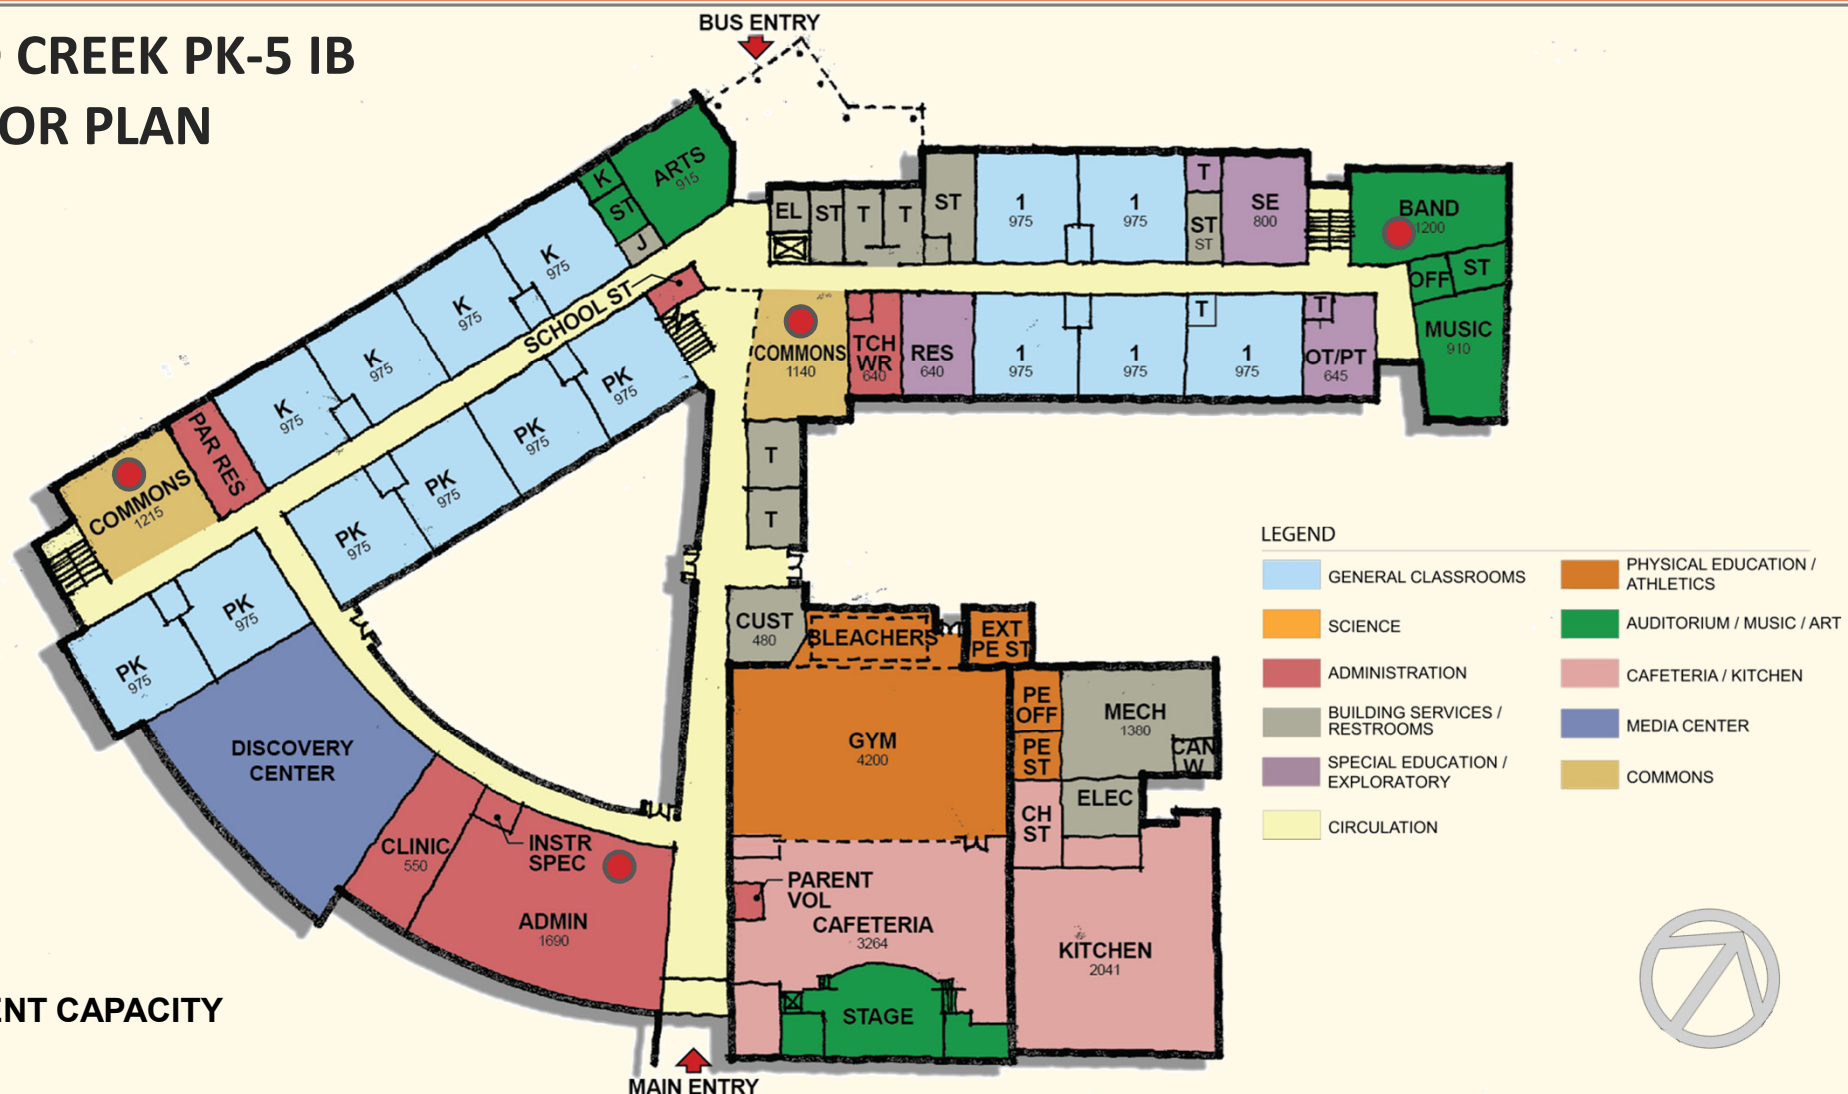 CREEK PK-5 IB
OR PLAN
BUS ENTRY
ARTS
915
K
ST
J
K
975
K
975
K
975
K
975
SCHOOL ST
PAR RES
COMMONS
1215
PK
975
PK
975
PK
975
PK
975
PK
975
PK
975
EL
ST
T
T
ST
1
975
1
975
T
ST
ST
SE
800
BAND
1200
OFF
ST
MUSIC
910
COMMONS
1140
TCH
WR
640
RES
640
1
975
1
975
T
1
975
T
OT/PT
645
T
T
CUST
480
BLEACHERS
EXT
PE ST
GYM
4200
PE
OFF
PE
ST
MECH
1380
CAN
W
ELEC
CH
ST
DISCOVERY
CENTER
CLINIC
550
INSTR
SPEC
ADMIN
1690
PARENT
VOL
CAFETERIA
3264
KITCHEN
2041
STAGE
MAIN ENTRY
ENT CAPACITY
LEGEND
GENERAL CLASSROOMS
SCIENCE
ADMINISTRATION
BUILDING SERVICES /
RESTROOMS
SPECIAL EDUCATION /
EXPLORATORY
CIRCULATION
PHYSICAL EDUCATION /
ATHLETICS
AUDITORIUM / MUSIC / ART
CAFETERIA / KITCHEN
MEDIA CENTER
COMMONS